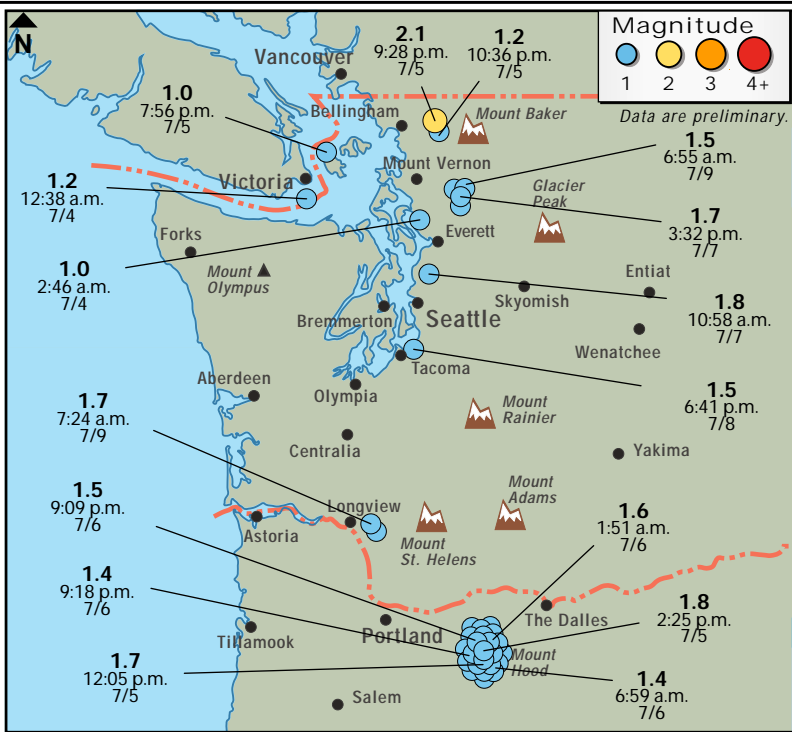 N
Magnitude
1 2 3 4+
Data are preliminary.
2.1
9:28 p.m.
7/5
1.2
10:36 p.m.
7/5
Vancouver
1.0
7:56 p.m.
7/5
Bellingham
Mount Baker
1.5
6:55 a.m.
7/9
Mount Vernon
Victoria
1.2
12:38 a.m.
7/4
Glacier
Peak
1.7
3:32 p.m.
7/7
Forks
Everett
1.0
2:46 a.m.
7/4
Mount
Olympus
Entiat
Skyomish
1.8
10:58 a.m.
7/7
Bremmerton
Seattle
Wenatchee
Tacoma
Aberdeen
Olympia
1.5
6:41 p.m.
7/8
1.7
7:24 a.m.
7/9
Mount
Rainier
Centralia
Yakima
1.5
9:09 p.m.
7/6
Mount
Adams
Longview
1.6
1:51 a.m.
7/6
Astoria
Mount
St. Helens
1.4
9:18 p.m.
7/6
The Dalles
1.8
2:25 p.m.
7/5
Tillamook
Portland
Mount
Hood
1.7
12:05 p.m.
7/5
1.4
6:59 a.m.
7/6
Salem